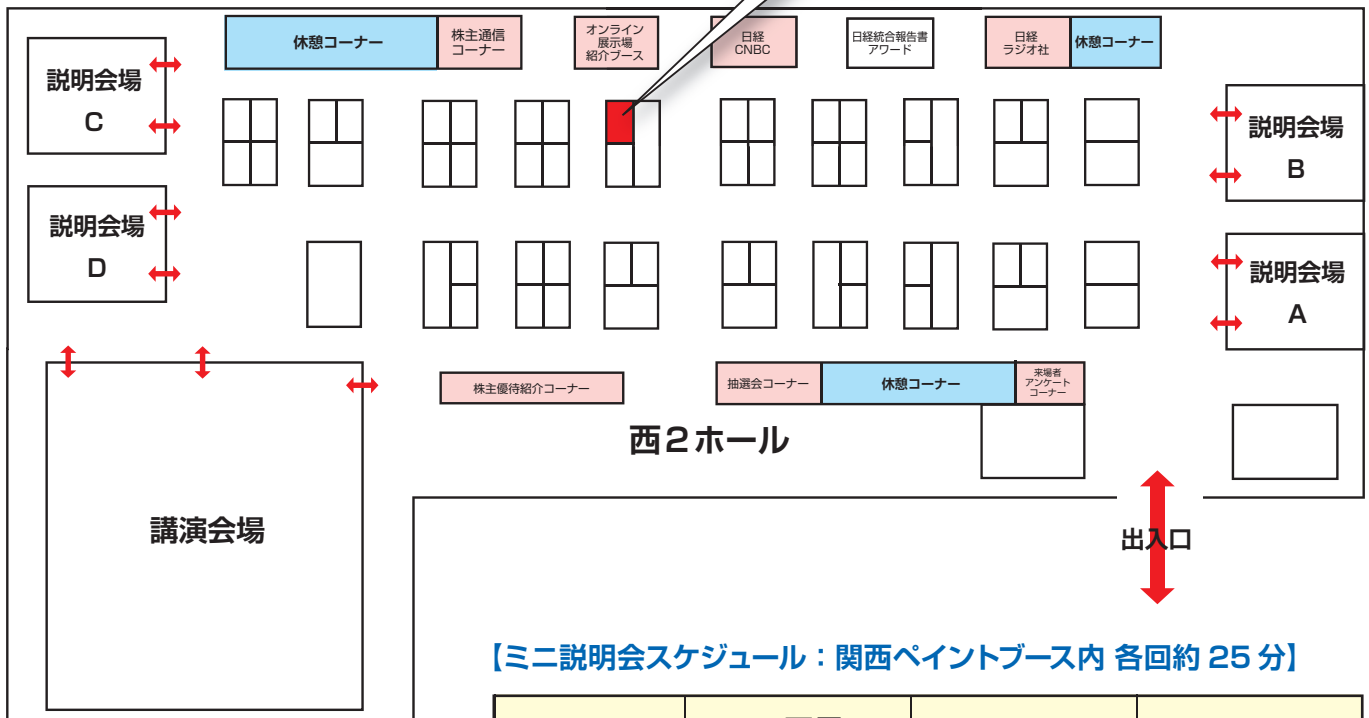 休憩コーナー
株主通信
コーナー
オンライン
展示場
紹介ブース
日経
CNBC
日経統合報告書
アワード
日経
ラジオ社
休憩コーナー
説明会場
C
説明会場
B
説明会場
D
説明会場
A
株主優待紹介コーナー
抽選会コーナー
休憩コーナー
来場者
アンケート
コーナー
西2ホール
講演会場
出入口
【ミニ説明会スケジュール：関西ペイントブース内 各回約 25 分】